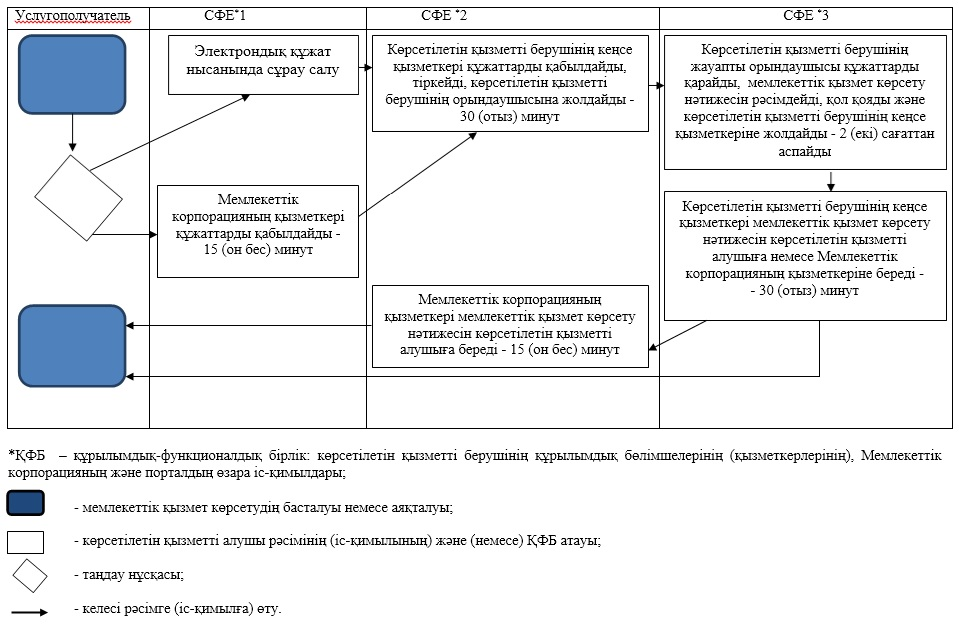 Услугополучатель
СФЕ*1
СФЕ *2
СФЕ *3
Электрондық құжат
нысанында сұрау салу
Көрсетілетін қызметті берушінің кеңсе
қызметкері құжаттарды қабылдайды,
тіркейді, көрсетілетін қызметті
берушінің орындаушысына жолдайды -
30 (отыз) минут
Көрсетілетін қызметті берушінің
жауапты орындаушысы құжаттарды
қарайды, мемлекеттік қызмет көрсету
нәтижесін рәсімдейді, қол қояды және
көрсетілетін қызметті берушінің кеңсе
қызметкеріне жолдайды - 2 (екі) сағаттан
аспайды
Мемлекеттік
корпорацияның қызметкері
құжаттарды қабылдайды -
15 (он бес) минут
Көрсетілетін қызметті берушінің кеңсе
қызметкері мемлекеттік қызмет көрсету
нәтижесін көрсетілетін қызметті
алушыға немесе Мемлекеттік
корпорацияның қызметкеріне береді -
- 30 (отыз) минут
Мемлекеттік корпорацияның
қызметкері мемлекеттік қызмет көрсету
нәтижесін көрсетілетін қызметті
алушыға береді - 15 (он бес) минут
*ҚФБ – құрылымдық-функционалдық бірлік: көрсетілетін қызметті берушінің құрылымдық бөлімшелерінің (қызметкерлерінің), Мемлекеттік
корпорацияның және порталдың өзара іс-қимылдары;
- мемлекеттік қызмет көрсетудің басталуы немесе аяқталуы;
- көрсетілетін қызметті алушы рәсімінің (іс-қимылының) және (немесе) ҚФБ атауы;
- таңдау нұсқасы;
- келесі рәсімге (іс-қимылға) өту.